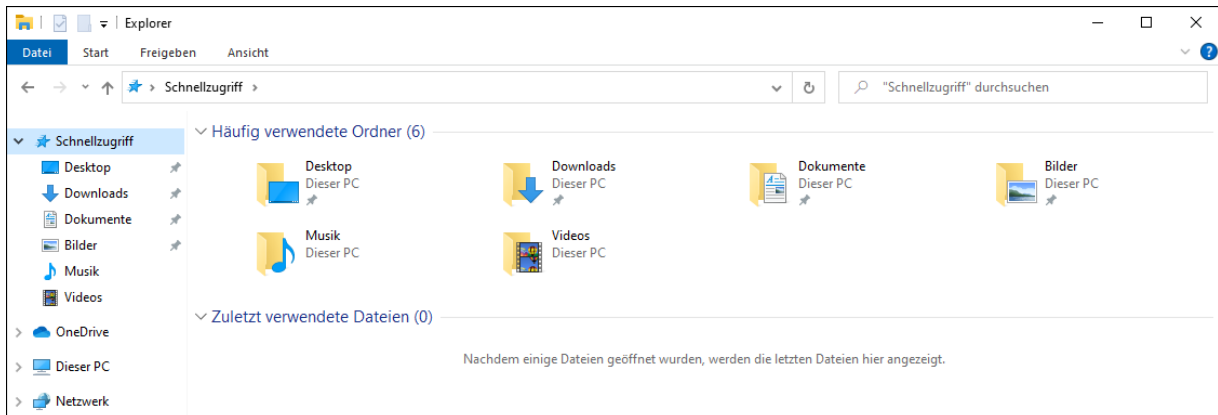 Explorer
Datei Start Freigeben Ansicht
Schnellzugriff
"Schnellzugriff" durchsuchen
Schnellzugriff
Desktop
Downloads
Dokumente
Bilder
Musik
Videos
OneDrive
Dieser PC
Netzwerk
Häufig verwendete Ordner (6)
Desktop
Dieser PC
Downloads
Dieser PC
Dokumente
Dieser PC
Bilder
Dieser PC
Musik
Dieser PC
Videos
Dieser PC
Zuletzt verwendete Dateien (0)
Nachdem einige Dateien geöffnet wurden, werden die letzten Dateien hier angezeigt.